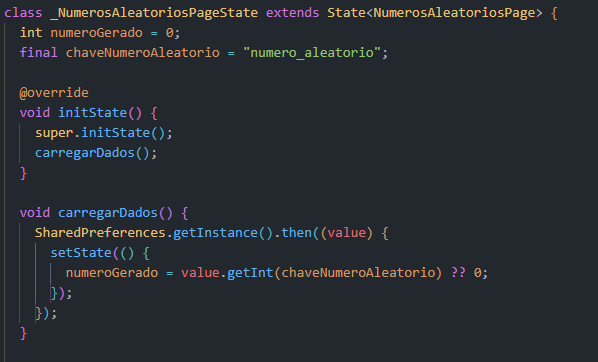 class _NumerosAleatoriosPageState extends State<NumerosAleatoriosPage> {
  int numeroGerado = 0;
  final chaveNumeroAleatorio = "numero_aleatorio";

  @override
  void initState() {
    super.initState();
    carregarDados();
  }

  void carregarDados() {
    SharedPreferences.getInstance().then((value) {
      setState(() {
        numeroGerado = value.getInt(chaveNumeroAleatorio) ?? 0;
      });
    });
  }